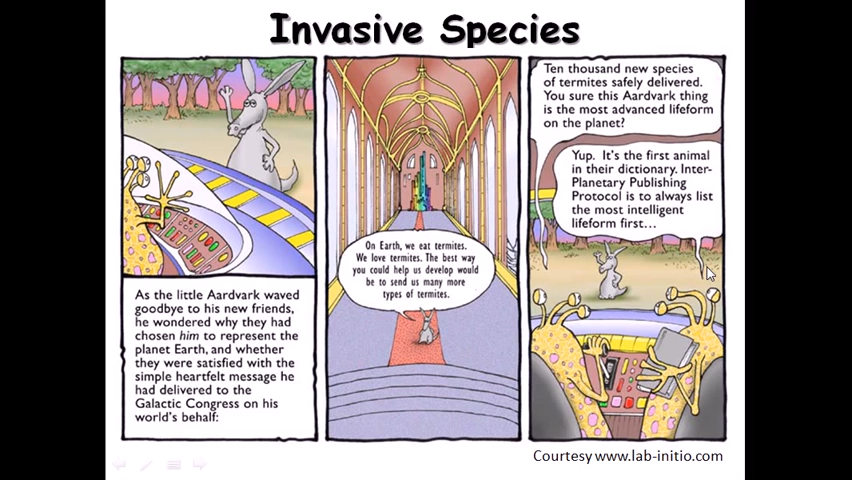 Invasive Species
As the little Aardvark waved
goodbye to his new friends,
he wondered why they had
chosen him to represent the
planet Earth, and whether
they were satisfied with the
simple heartfelt message he
had delivered to the
Galactic Congress on his
world's behalf:
On Earth, we eat termites.
We love termites. The best way
you could help us develop would
be to send us many more
types of termites.
Ten thousand new species
of termites safely delivered.
You sure this Aardvark thing
is the most advanced lifeform
on the planet?
Yup. It's the first animal
in their dictionary. Inter-
Planetary Publishing
Protocol is to always list
the most intelligent
lifeform first...
Courtesy www.lab-initio.com